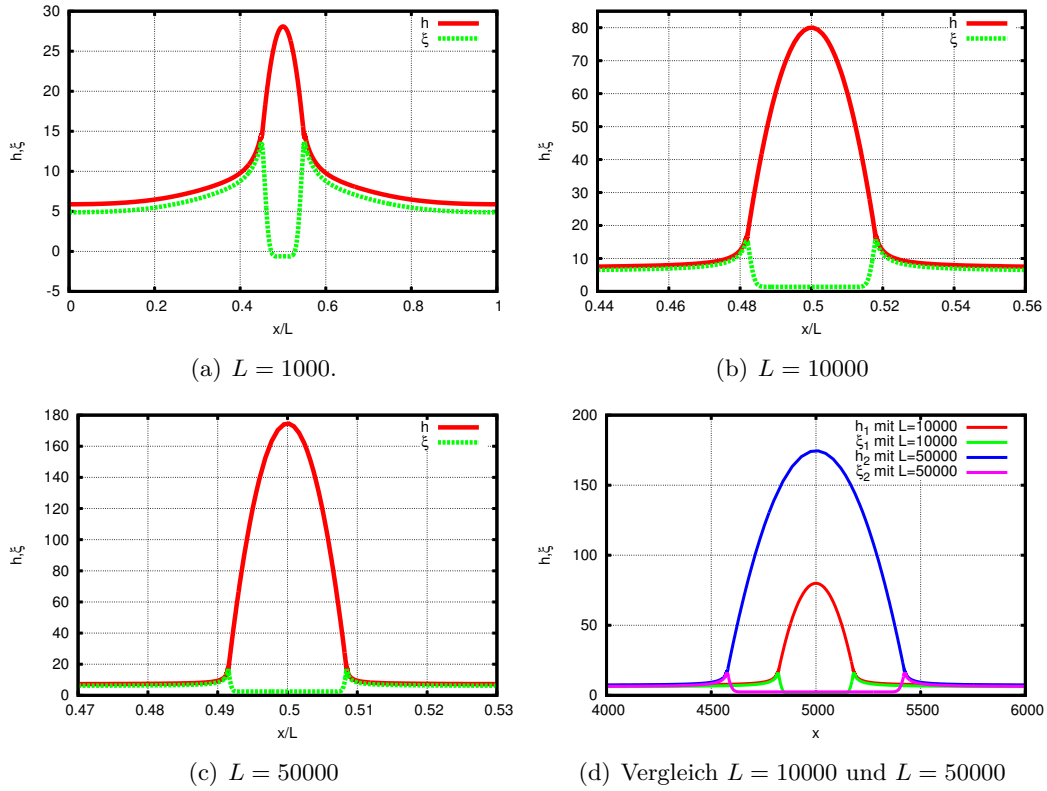 30
25
20
15
10
5
0
-5
0 0.2 0.4 0.6 0.8 1
h,ξ
x/L
h
ξ
(a) L = 1000.
80
70
60
50
40
30
20
10
0
0.44 0.46 0.48 0.5 0.52 0.54 0.56
h,ξ
x/L
h
ξ
(b) L = 10000
180
160
140
120
100
80
60
40
20
0
0.47 0.48 0.49 0.5 0.51 0.52 0.53
h,ξ
x/L
h
ξ
(c) L = 50000
200
150
100
50
0
4000 4500 5000 5500 6000
h,ξ
x
h₁ mit L=10000
ξ₁ mit L=10000
h₂ mit L=50000
ξ₂ mit L=50000
(d) Vergleich L = 10000 und L = 50000